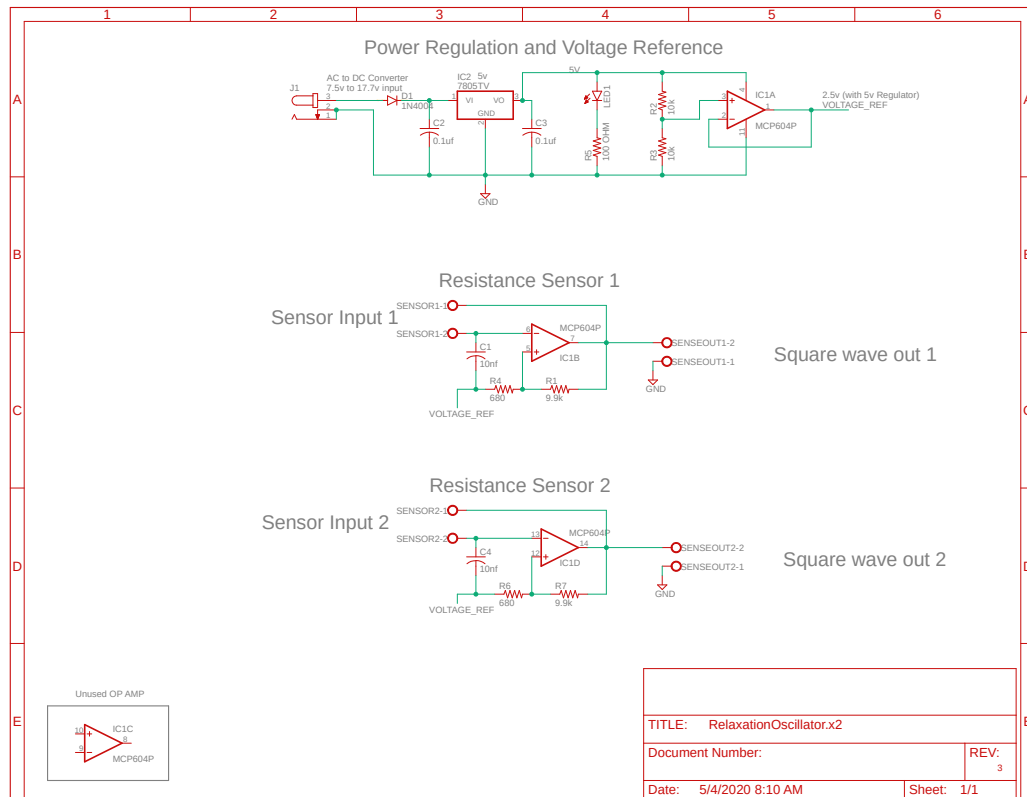 1 2 3 4 5 6
Power Regulation and Voltage Reference
A
A
AC to DC Converter
7.5v to 17.7v input
J1
3
2
1
D1
1N4004
IC2 5v
7805TV
1 VI VO 3
GND
2
C2
0.1uf
C3
0.1uf
5V
LED1
R5
100 OHM
R2
10k
R3
10k
4
IC1A
3
2
1
11
MCP604P
2.5v (with 5v Regulator)
VOLTAGE_REF
GND
B
Resistance Sensor 1
SENSOR1-1
Sensor Input 1
SENSOR1-2
MCP604P
6
5
7
IC1B
C1
10nf
R4
680
R1
9.9k
VOLTAGE_REF
SENSEOUT1-2
SENSEOUT1-1
GND
Square wave out 1
C
Resistance Sensor 2
SENSOR2-1
Sensor Input 2
SENSOR2-2
MCP604P
13
12
14
IC1D
C4
10nf
R6
680
R7
9.9k
VOLTAGE_REF
SENSEOUT2-2
SENSEOUT2-1
GND
Square wave out 2
D
E
Unused OP AMP
10
9
8
IC1C
MCP604P
TITLE: RelaxationOscillator.x2
Document Number:
REV:
3
Date: 5/4/2020 8:10 AM
Sheet: 1/1